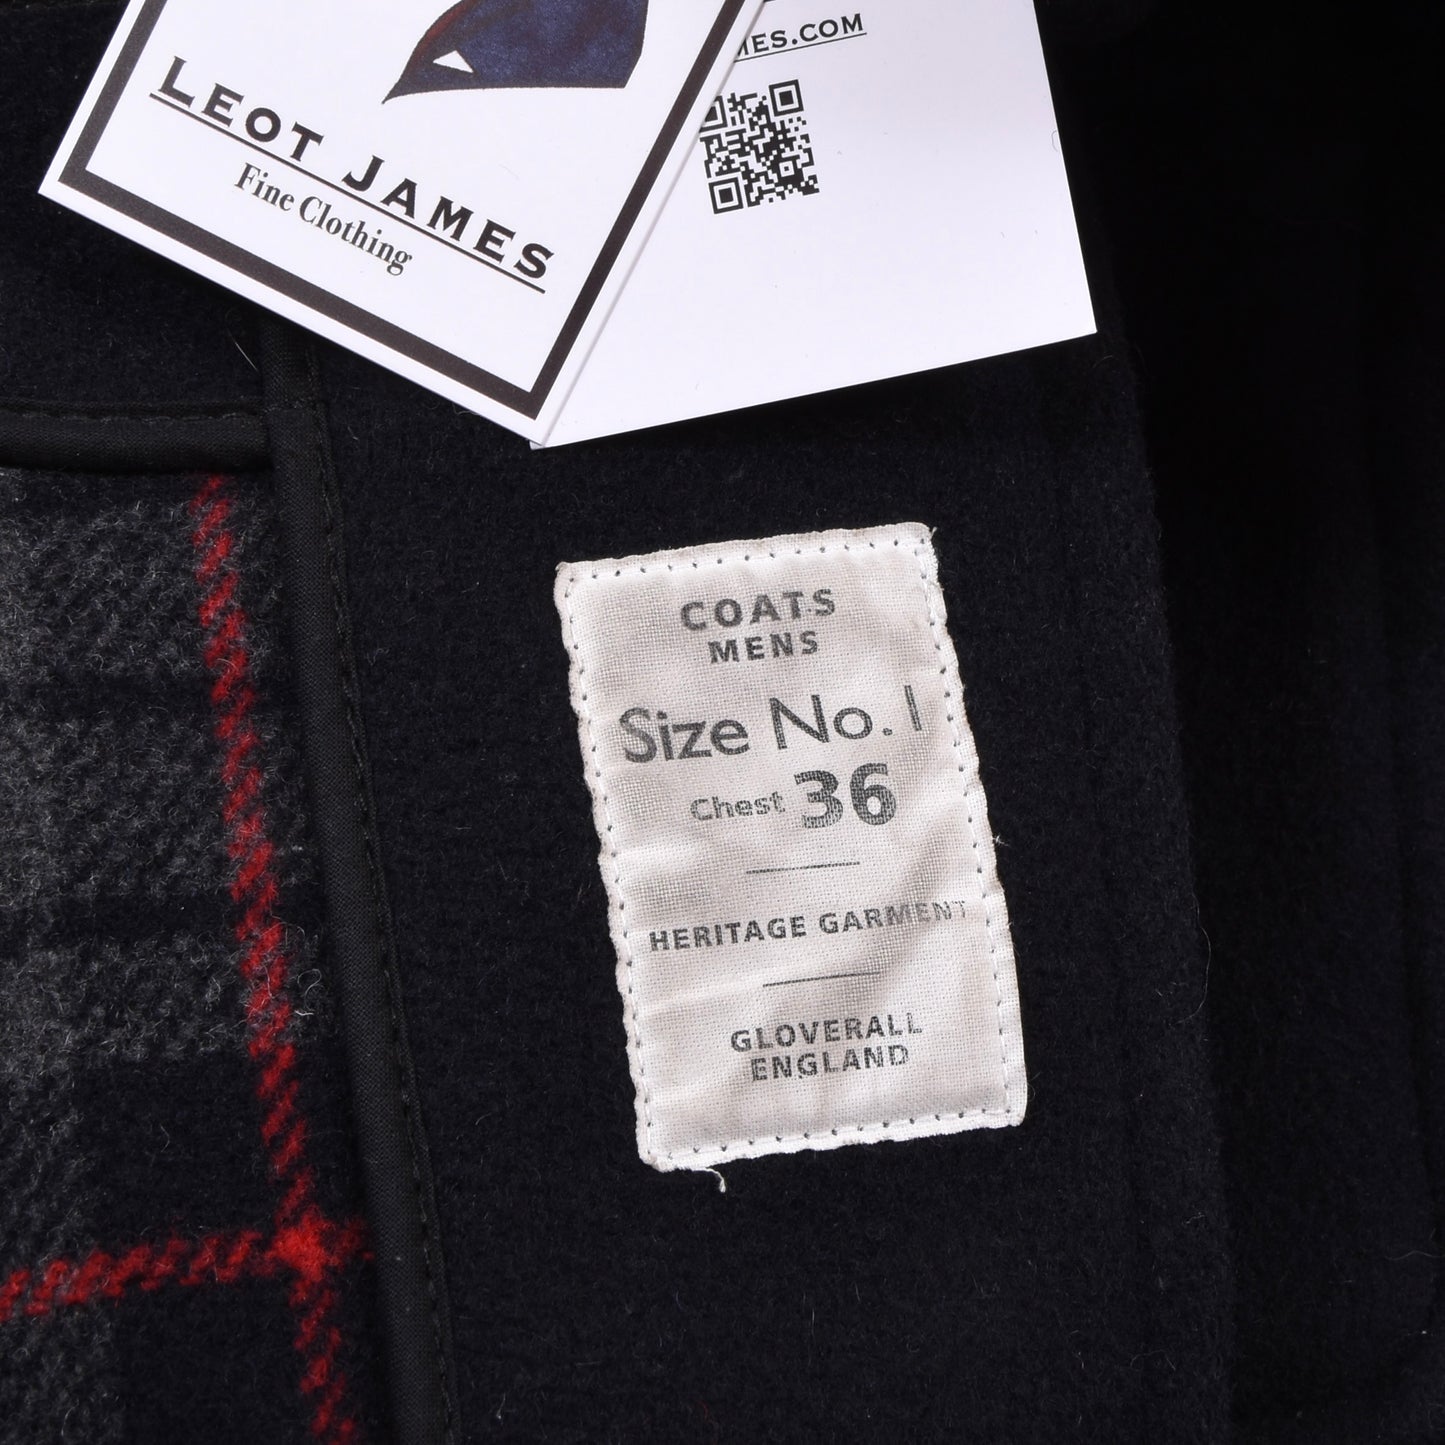 LEOT JAMES
Fine Clothing
MES.COM
COATS
MENS
Size No. 1
Chest 36
HERITAGE GARMENT
GLOVERALL
ENGLAND